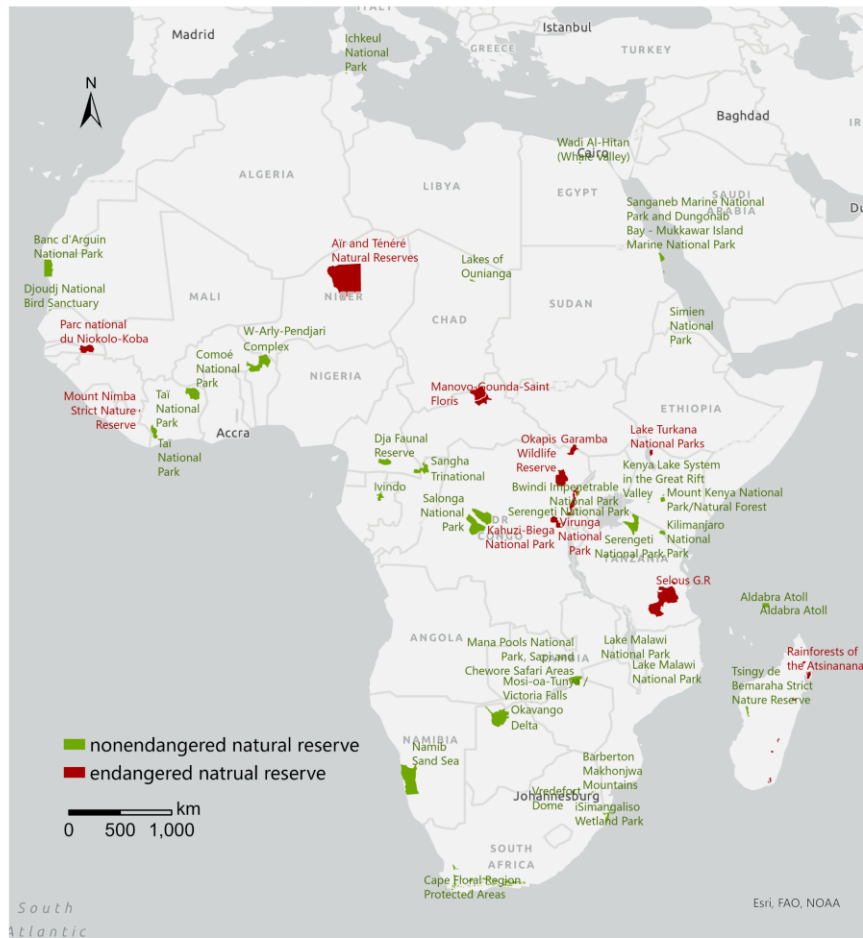 ITALY
Madrid
Istanbul
Ichkeul
National
Park
GREECE
TURKEY
N
Baghdad
Wadi Al-Hitan
(Whale Valley)
Cairo
IR
ALGERIA
LIBYA
EGYPT
SAUDI
ARABIA
Du
Sanganeb Marine National
Park and Dungonab
Bay - Mukkawar Island
Marine National Park
Banc d'Arguin
National Park
Aïr and Ténéré
Natural Reserves
Lakes of
Ounianga
Djoudj National
Bird Sanctuary
MALI
NIGER
SUDAN
CHAD
Simien
National
Park
Parc national
du Niokolo-Koba
W-Arly-Pendjari
Complex
Comoé
National
Park
NIGERIA
Manovo-Gounda-Saint
Floris
ETHIOPIA
Mount Nimba
Strict Nature
Reserve
Taï
National
Park
Accra
Taï
National
Park
Dja Faunal
Reserve
Sangha
Trinational
Okapis
Wildlife
Reserve
Garamba
Lake Turkana
National Parks
Kenya Lake System
in the Great Rift
Valley
Ivindo
Salonga
National
Park
Bwindi Impenetrable
National Park
Mount Kenya National
Park/Natural Forest
Serengeti National Park
DR
CONGO
Kahuzi-Biega
National Park
Virunga
National
Park
Serengeti
National Park
Kilimanjaro
National
Park
TANZANIA
Selous G.R
Aldabra Atoll
Aldabra Atoll
ANGOLA
Mana Pools National
Park, Sapi and
Chewore Safari Areas
Lake Malawi
National Park
Lake Malawi
National Park
Rainforests of
the Atsinanana
Mosi-oa-Tunya /
Victoria Falls
Tsingy de
Bemaraha Strict
Nature Reserve
Okavango
Delta
NAMIBIA
Namib
Sand Sea
nonendangered natural reserve
endangered natrual reserve
km
0 500 1,000
Barberton
Makhonjwa
Mountains
Vredefort
Dome
Johannesburg
iSimangaliso
Wetland Park
SOUTH
AFRICA
Cape Floral Region
Protected Areas
South
Atlantic
Esri, FAO, NOAA